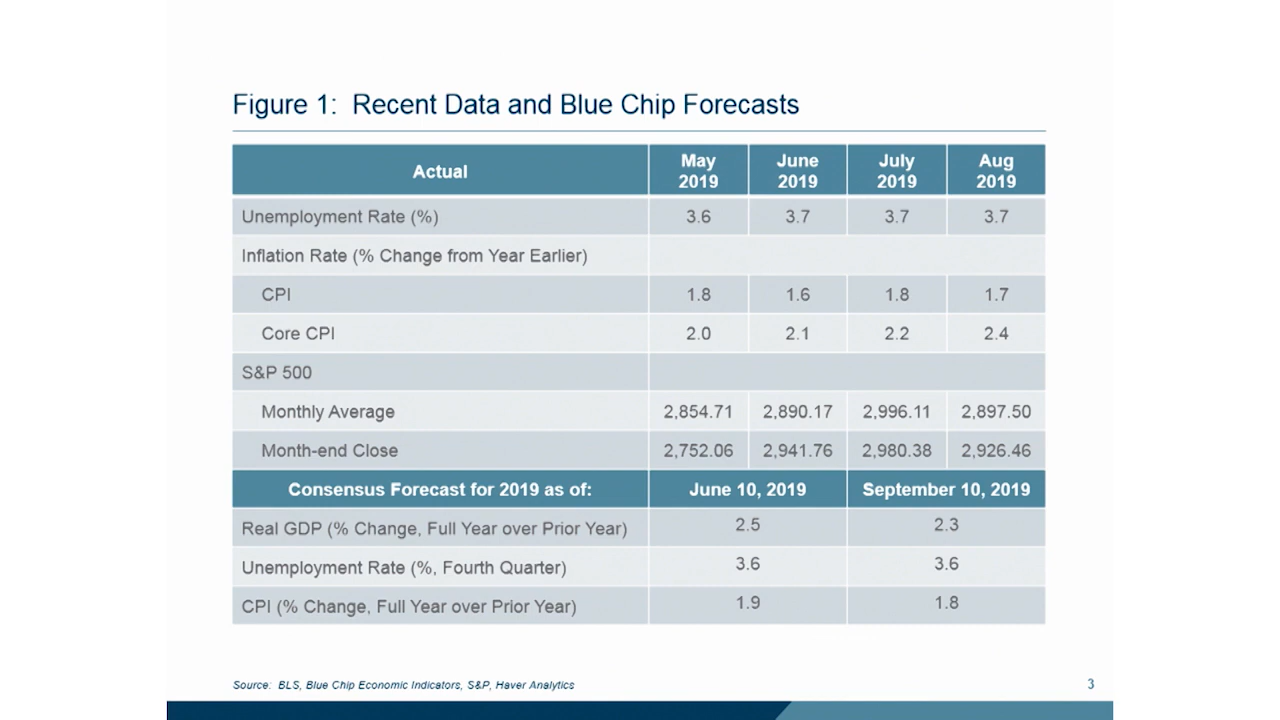 Figure 1: Recent Data and Blue Chip Forecasts
Actual May 2019 June 2019 July 2019 Aug 2019
Unemployment Rate (%) 3.6 3.7 3.7 3.7
Inflation Rate (% Change from Year Earlier)
CPI 1.8 1.6 1.8 1.7
Core CPI 2.0 2.1 2.2 2.4
S&P 500
Monthly Average 2,854.71 2,890.17 2,996.11 2,897.50
Month-end Close 2,752.06 2,941.76 2,980.38 2,926.46
Consensus Forecast for 2019 as of: June 10, 2019 September 10, 2019
Real GDP (% Change, Full Year over Prior Year) 2.5 2.3
Unemployment Rate (%, Fourth Quarter) 3.6 3.6
CPI (% Change, Full Year over Prior Year) 1.9 1.8
Source: BLS, Blue Chip Economic Indicators, S&P, Haver Analytics
3